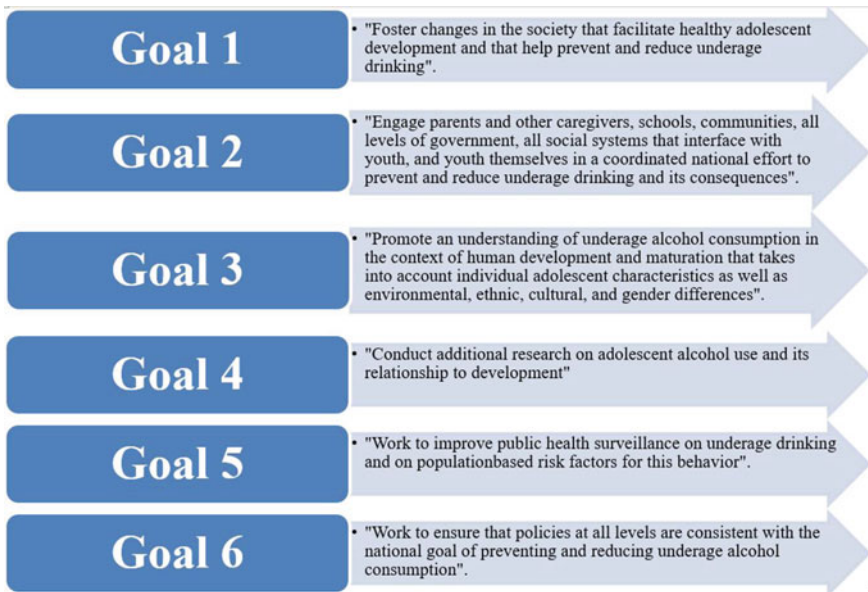 Goal 1
• "Foster changes in the society that facilitate healthy adolescent
development and that help prevent and reduce underage
drinking".
Goal 2
• "Engage parents and other caregivers, schools, communities, all
levels of government, all social systems that interface with
youth, and youth themselves in a coordinated national effort to
prevent and reduce underage drinking and its consequences".
Goal 3
• "Promote an understanding of underage alcohol consumption in
the context of human development and maturation that takes
into account individual adolescent characteristics as well as
environmental, ethnic, cultural, and gender differences".
Goal 4
• "Conduct additional research on adolescent alcohol use and its
relationship to development"
Goal 5
• "Work to improve public health surveillance on underage drinking
and on populationbased risk factors for this behavior".
Goal 6
• "Work to ensure that policies at all levels are consistent with the
national goal of preventing and reducing underage alcohol
consumption".